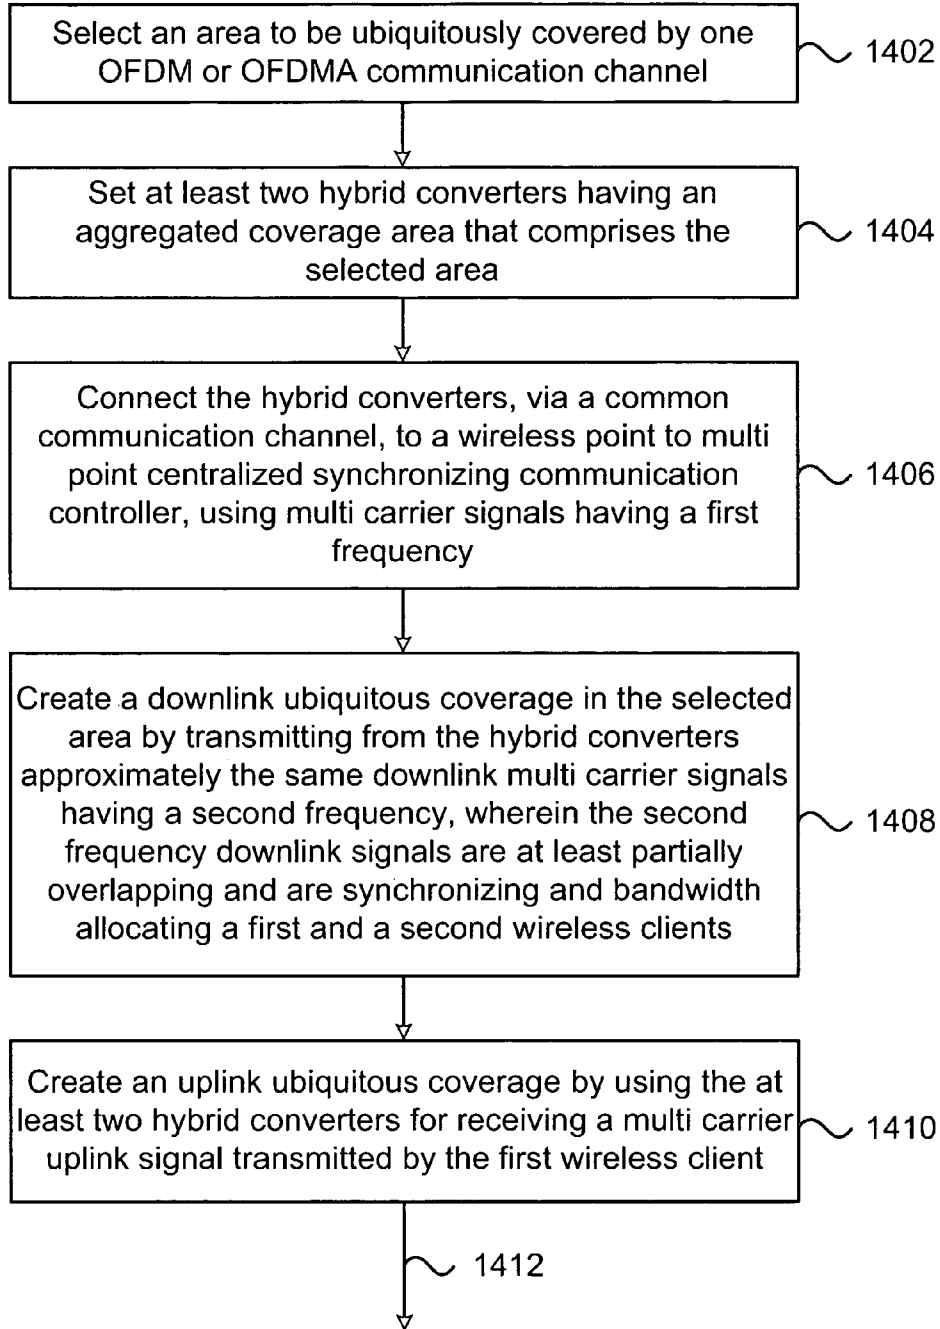 Select an area to be ubiquitously covered by one
OFDM or OFDMA communication channel
1402
Set at least two hybrid converters having an
aggregated coverage area that comprises the
selected area
1404
Connect the hybrid converters, via a common
communication channel, to a wireless point to multi
point centralized synchronizing communication
controller, using multi carrier signals having a first
frequency
1406
Create a downlink ubiquitous coverage in the selected
area by transmitting from the hybrid converters
approximately the same downlink multi carrier signals
having a second frequency, wherein the second
frequency downlink signals are at least partially
overlapping and are synchronizing and bandwidth
allocating a first and a second wireless clients
1408
Create an uplink ubiquitous coverage by using the at
least two hybrid converters for receiving a multi carrier
uplink signal transmitted by the first wireless client
1410
1412